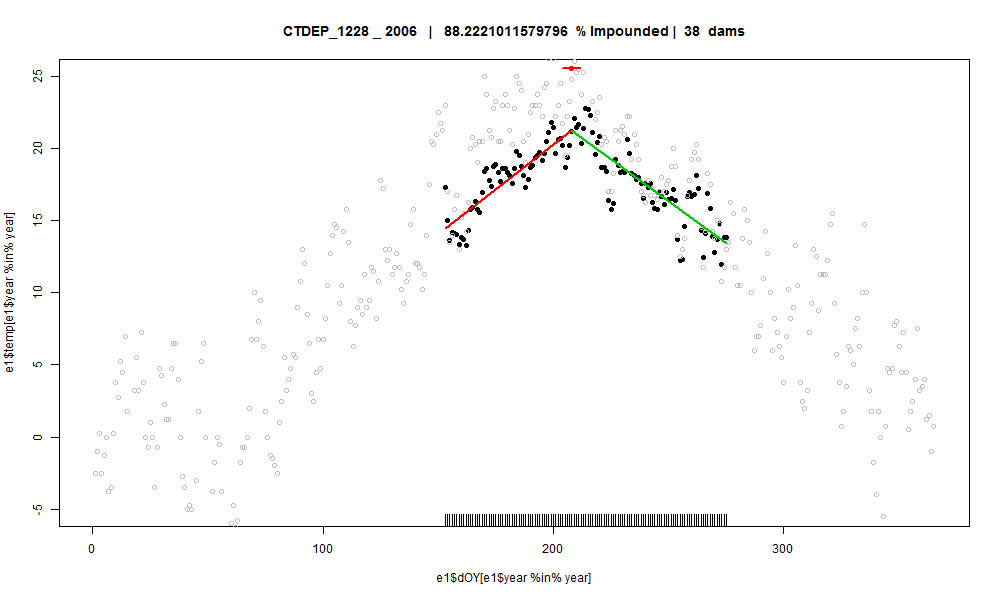 CTDEP_1228 _ 2006 | 88.2221011579796 % Impounded | 38 dams
25
20
15
10
5
0
-5
e1$temp[e1$year %in% year]
0 100 200 300
e1$dOY[e1$year %in% year]